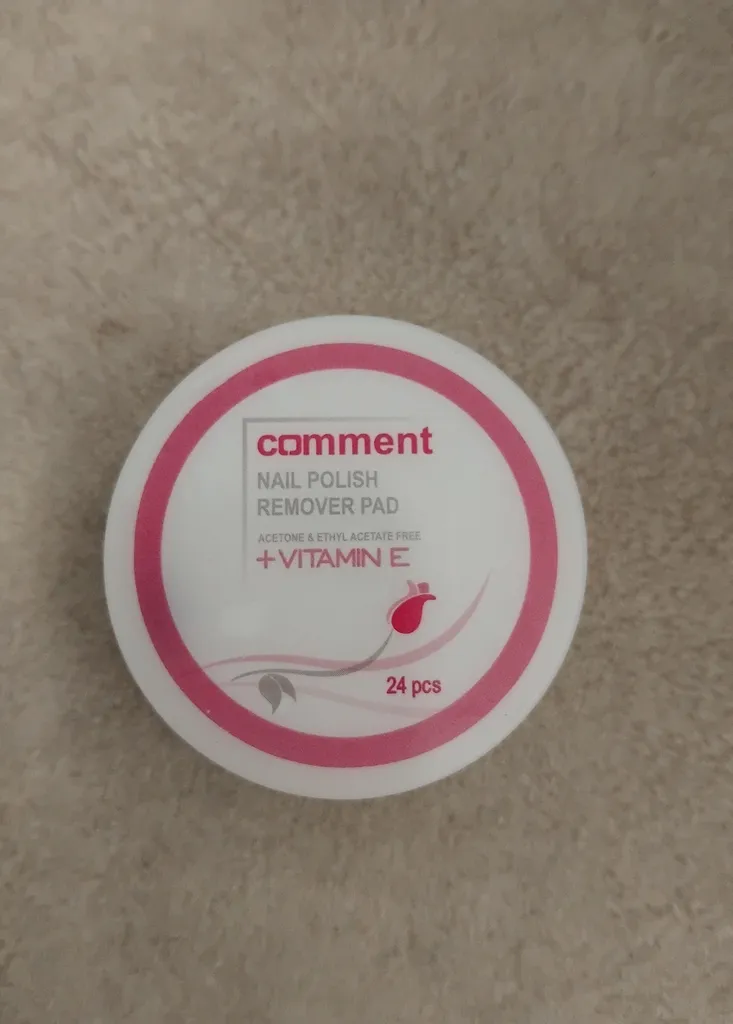 comment
NAIL POLISH
REMOVER PAD
ACETONE & ETHYL ACETATE FREE
+VITAMIN E
24 pcs